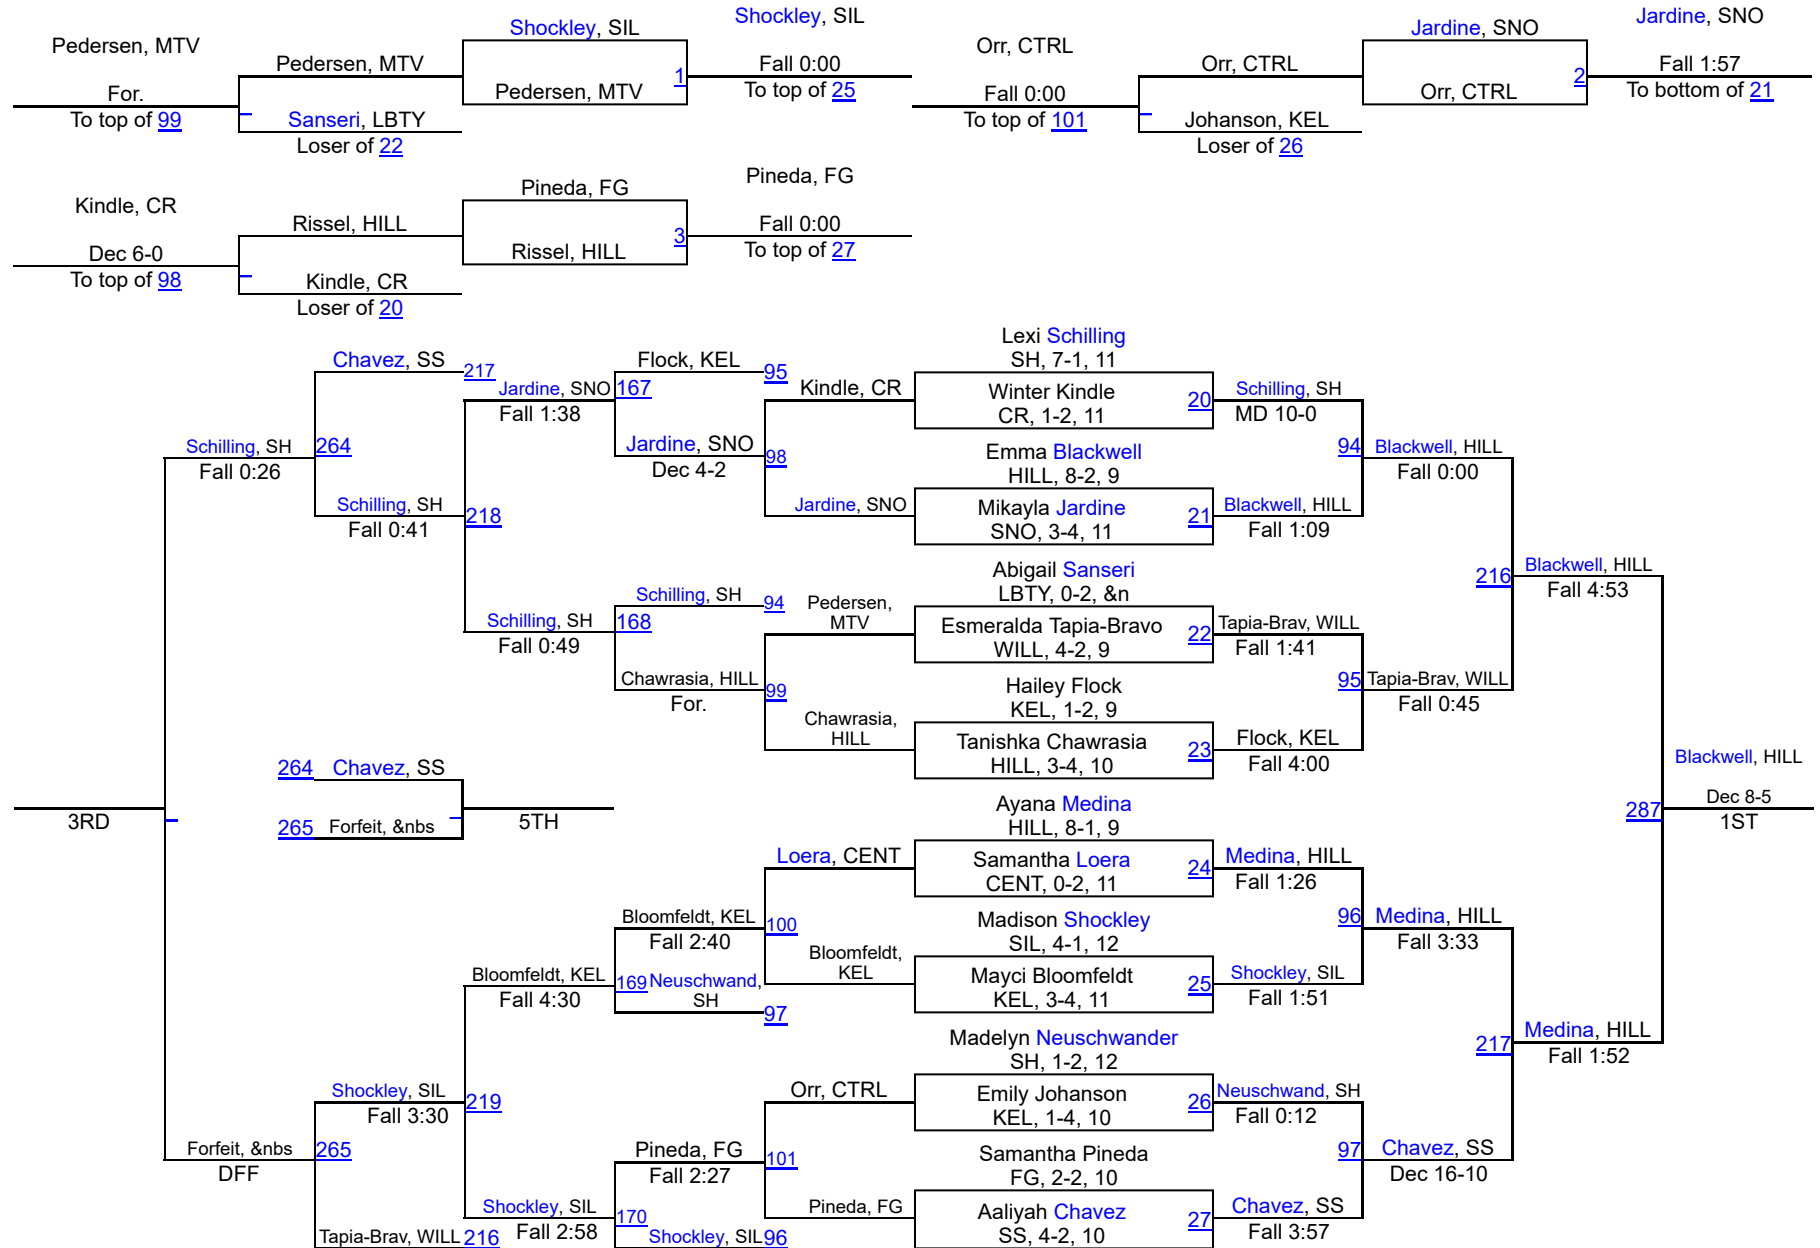 Shockley, SIL
Jardine, SNO
Pedersen, MTV
Shockley, SIL
Orr, CTRL
Jardine, SNO
Pedersen, MTV
Fall 0:00
Orr, CTRL
Fall 1:57
For.
Pedersen, MTV
1
To top of 25
Fall 0:00
Orr, CTRL
2
To bottom of 21
To top of 99
Sanseri, LBTY
To top of 101
Johanson, KEL
Loser of 22
Loser of 26
Pineda, FG
Pineda, FG
Kindle, CR
Rissel, HILL
Fall 0:00
Dec 6-0
Rissel, HILL
3
To top of 27
To top of 98
Kindle, CR
Loser of 20
Lexi Schilling
SH, 7-1, 11
Chavez, SS
217
Flock, KEL
95
Jardine, SNO
167
Kindle, CR
Winter Kindle
CR, 1-2, 11
20
Schilling, SH
MD 10-0
Fall 1:38
Schilling, SH
264
Jardine, SNO
98
Emma Blackwell
HILL, 8-2, 9
94
Blackwell, HILL
Fall 0:26
Dec 4-2
Fall 0:00
Schilling, SH
218
Jardine, SNO
Mikayla Jardine
SNO, 3-4, 11
21
Blackwell, HILL
Fall 0:41
Fall 1:09
Abigail Sanseri
LBTY, 0-2, &n
216
Blackwell, HILL
Fall 4:53
Schilling, SH
94
Pedersen,
MTV
Schilling, SH
168
Esmeralda Tapia-Bravo
WILL, 4-2, 9
22
Tapia-Brav, WILL
Fall 0:49
Fall 1:41
Chawrasia, HILL
99
Hailey Flock
KEL, 1-2, 9
95
Tapia-Brav, WILL
For.
Fall 0:45
Chawrasia,
HILL
Tanishka Chawrasia
HILL, 3-4, 10
23
Flock, KEL
Fall 4:00
264
Chavez, SS
Blackwell, HILL
3RD
265
Forfeit, &nbs
5TH
Ayana Medina
HILL, 8-1, 9
287
Dec 8-5
1ST
Loera, CENT
Samantha Loera
CENT, 0-2, 11
24
Medina, HILL
Fall 1:26
Bloomfeldt, KEL
100
Madison Shockley
SIL, 4-1, 12
96
Medina, HILL
Fall 2:40
Fall 3:33
Bloomfeldt, KEL
169
Neuschwand,
SH
Bloomfeldt,
KEL
Mayci Bloomfeldt
KEL, 3-4, 11
25
Shockley, SIL
Fall 4:30
97
Fall 1:51
Madelyn Neuschwander
SH, 1-2, 12
217
Medina, HILL
Fall 1:52
Shockley, SIL
219
Orr, CTRL
Emily Johanson
KEL, 1-4, 10
26
Neuschwand, SH
Fall 3:30
Fall 0:12
Forfeit, &nbs
265
Pineda, FG
101
Samantha Pineda
FG, 2-2, 10
97
Chavez, SS
DFF
Fall 2:27
Dec 16-10
Shockley, SIL
170
Pineda, FG
Aaliyah Chavez
SS, 4-2, 10
27
Chavez, SS
Tapia-Brav, WILL
216
Fall 2:58
Shockley, SIL
96
Fall 3:57